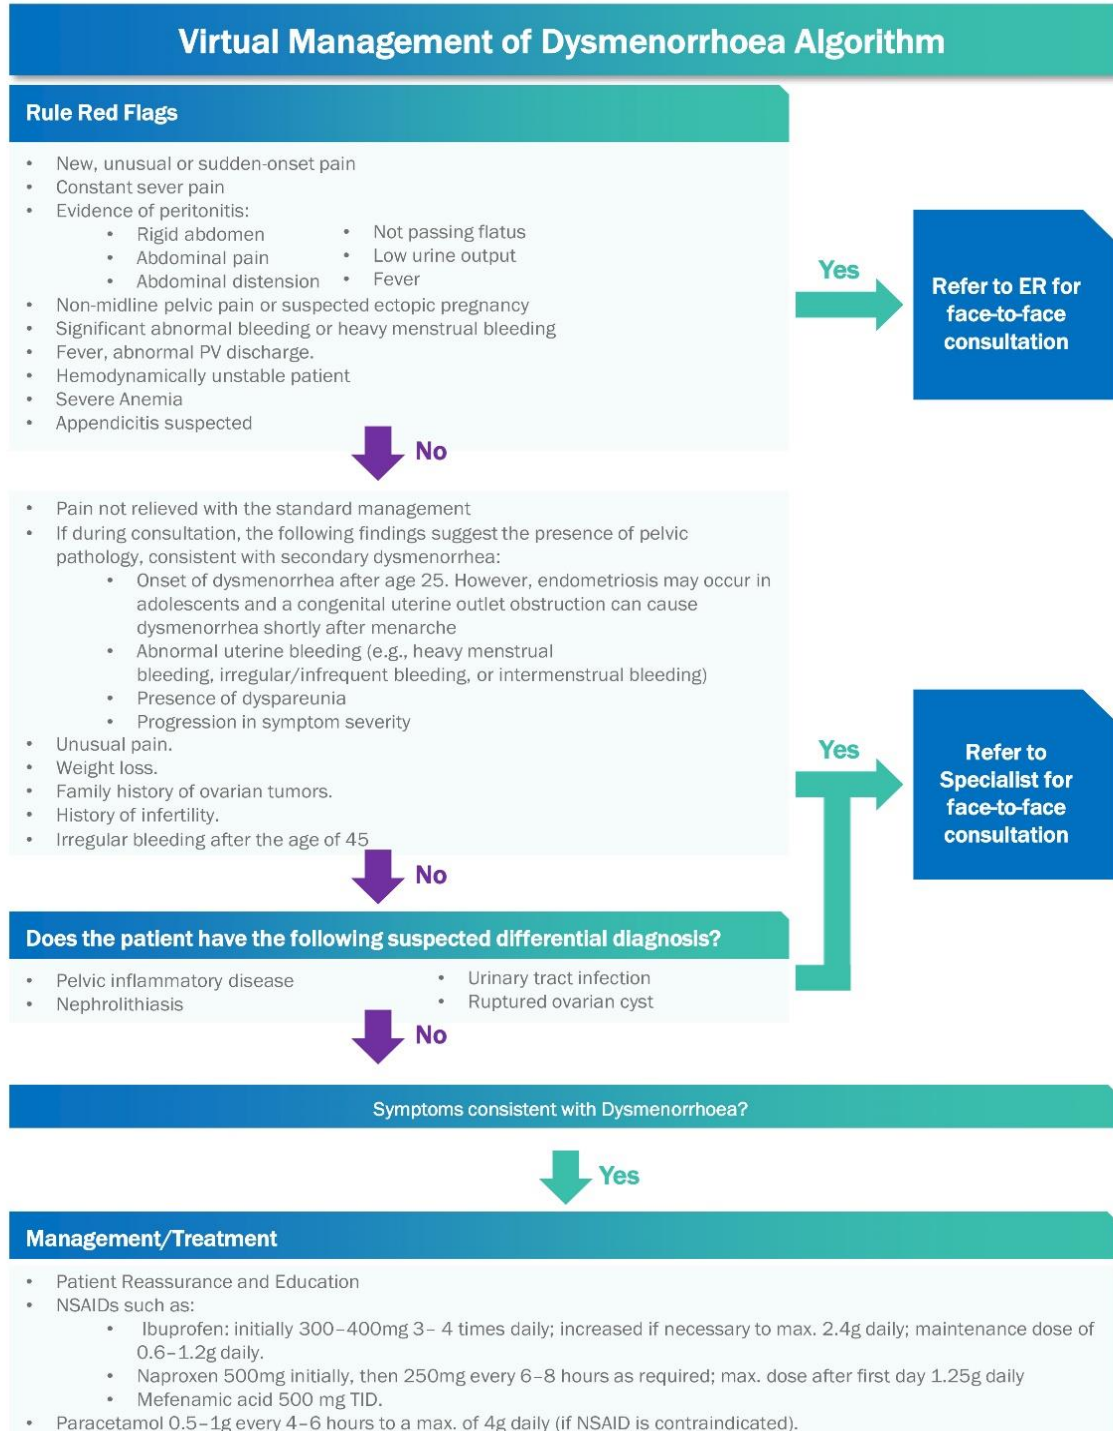 Virtual Management of Dysmenorrhoea Algorithm
Rule Red Flags
• New, unusual or sudden-onset pain
• Constant sever pain
• Evidence of peritonitis:
• Rigid abdomen
• Abdominal pain
• Abdominal distension
• Not passing flatus
• Low urine output
• Fever
• Non-midline pelvic pain or suspected ectopic pregnancy
• Significant abnormal bleeding or heavy menstrual bleeding
• Fever, abnormal PV discharge.
• Hemodynamically unstable patient
• Severe Anemia
• Appendicitis suspected
Yes
Refer to ER for
face-to-face
consultation
No
• Pain not relieved with the standard management
• If during consultation, the following findings suggest the presence of pelvic
pathology, consistent with secondary dysmenorrhea:
• Onset of dysmenorrhea after age 25. However, endometriosis may occur in
adolescents and a congenital uterine outlet obstruction can cause
dysmenorrhea shortly after menarche
• Abnormal uterine bleeding (e.g., heavy menstrual
bleeding, irregular/infrequent bleeding, or intermenstrual bleeding)
• Presence of dyspareunia
• Progression in symptom severity
• Unusual pain.
• Weight loss.
• Family history of ovarian tumors.
• History of infertility.
• Irregular bleeding after the age of 45
Yes
Refer to
Specialist for
face-to-face
consultation
No
Does the patient have the following suspected differential diagnosis?
• Pelvic inflammatory disease
• Nephrolithiasis
• Urinary tract infection
• Ruptured ovarian cyst
No
Symptoms consistent with Dysmenorrhoea?
Yes
Management/Treatment
• Patient Reassurance and Education
• NSAIDs such as:
• Ibuprofen: initially 300–400mg 3– 4 times daily; increased if necessary to max. 2.4g daily; maintenance dose of
0.6–1.2g daily.
• Naproxen 500mg initially, then 250mg every 6–8 hours as required; max. dose after first day 1.25g daily
• Mefenamic acid 500 mg TID.
• Paracetamol 0.5–1g every 4–6 hours to a max. of 4g daily (if NSAID is contraindicated).